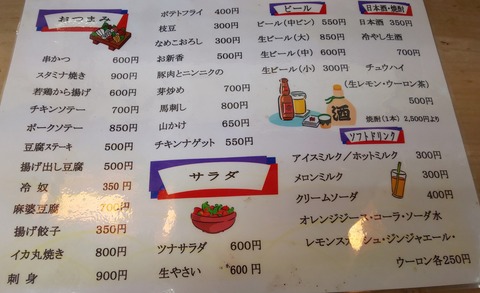 おつまみ
串かつ 600円
スタミナ焼き 900円
若鶏から揚げ 600円
チキンソテー 700円
ポークソテー 850円
豆腐ステーキ 500円
揚げ出し豆腐 500円
冷奴 350円
麻婆豆腐 700円
揚げ餃子 350円
イカ丸焼き 800円
刺身 900円
ポテトフライ 400円
枝豆 300円
なめこおろし 300円
お新香 500円
豚肉とニンニクの
芽炒め 700円
馬刺し 800円
山かけ 650円
チキンナゲット 550円
サラダ
ツナサラダ 600円
生やさい 600円
ビール
ビール(中ビン) 550円
生ビール(大) 850円
生ビール(中) 600円
生ビール(小) 300円
酒
日本酒・焼酎
日本酒 350円
冷やし生酒
700円
チュウハイ
(生レモン・ウーロン茶)
500円
焼酎(1本) 2,500円より
ソフトドリンク
アイスミルク/ホットミルク 300円
メロンミルク 300円
クリームソーダ 400円
オレンジジュース・コーラ・ソーダ水
レモンスカッシュ・ジンジャエール・
ウーロン各250円